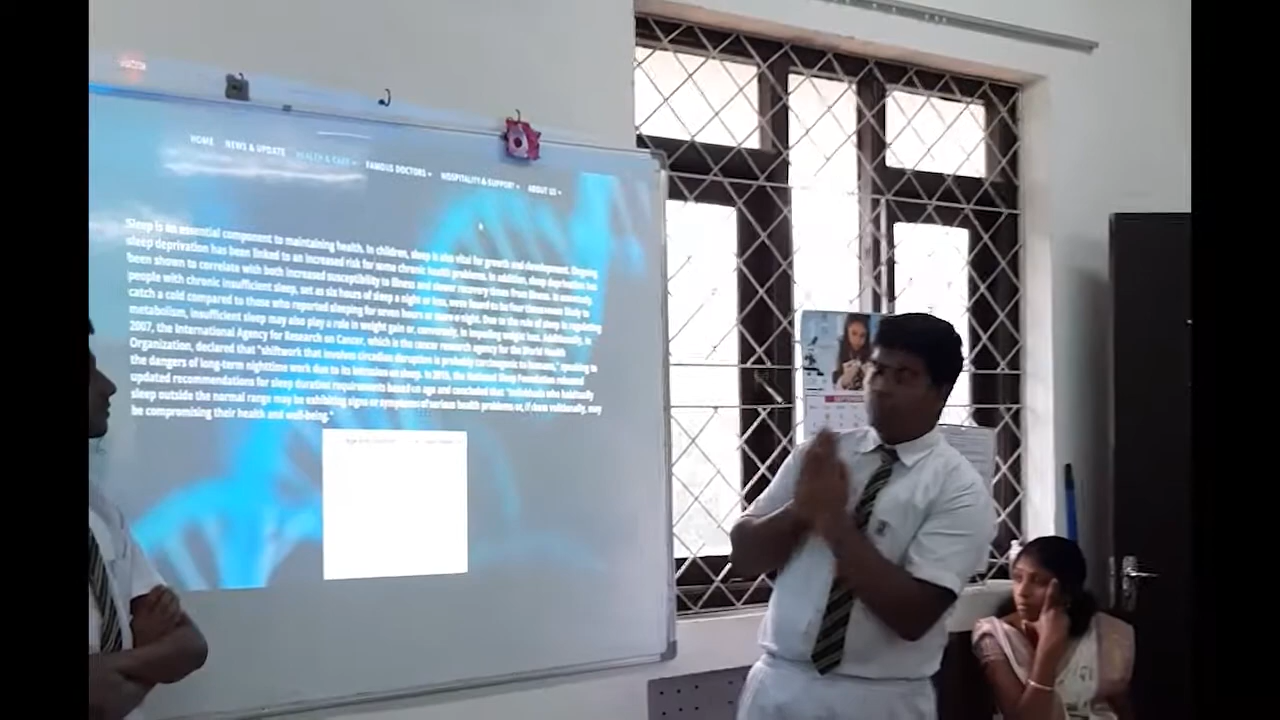 HOME NEWS & UPDATE HEALTH & CARE FAMOUS DOCTORS HOSPITALITY & SUPPORT ABOUT US
Sleep is an essential component to maintaining health. In children, sleep is also vital for growth and development. Ongoing
sleep deprivation has been linked to an increased risk for some chronic health problems. In addition, sleep deprivation has
been shown to correlate with both increased susceptibility to illness and slower recovery times from illness. In one study,
people with chronic insufficient sleep, set as six hours of sleep a night or less, were found to be four times more likely to
catch a cold compared to those who reported sleeping for seven hours or more a night. Due to the role of sleep in regulating
metabolism, insufficient sleep may also play a role in weight gain or, conversely, in impeding weight loss. Additionally, in
2007, the International Agency for Research on Cancer, which is the cancer research agency for the World Health
Organization, declared that "shiftwork that involves circadian disruption is probably carcinogenic to humans," speaking to
the dangers of long-term nighttime work due to its intrusion on sleep. In 2015, the National Sleep Foundation released
updated recommendations for sleep duration requirements based on age and concluded that "Individuals who habitually
sleep outside the normal range may be exhibiting signs or symptoms of serious health problems or, if done volitionally, may
be compromising their health and well-being."